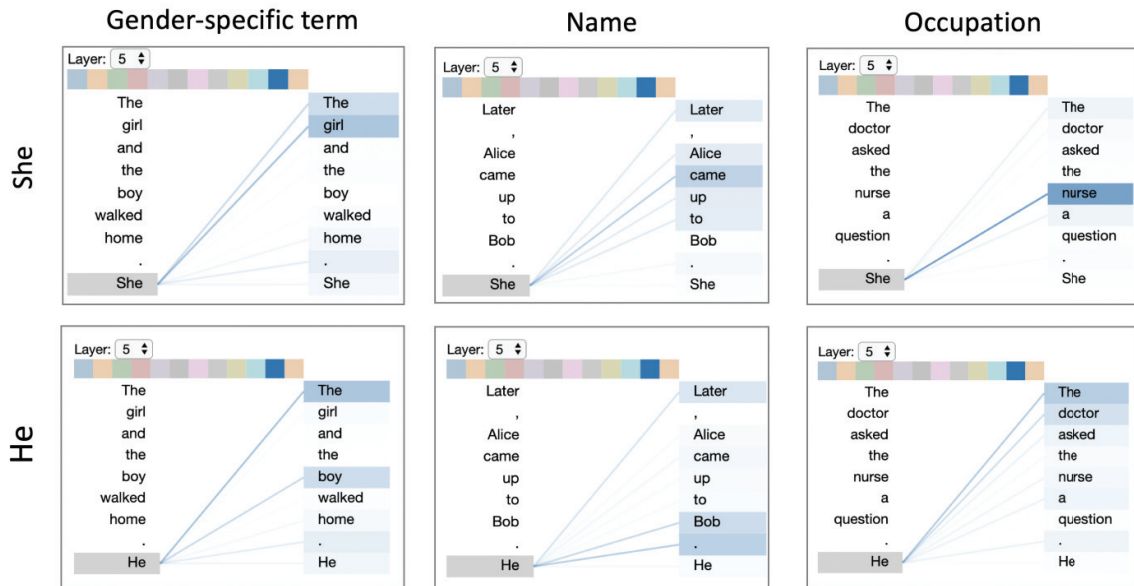 Gender-specific term Name Occupation
She
Layer: 5
The The
girl girl
and and
the the
boy boy
walked walked
home home
. .
She She
Layer: 5
Later Later
, ,
Alice Alice
came came
up up
to to
Bob Bob
. .
She She
Layer: 5
The The
doctor doctor
asked asked
the the
nurse nurse
a a
question question
. .
She She
He
Layer: 5
The The
girl girl
and and
the the
boy boy
walked walked
home home
. .
He He
Layer: 5
Later Later
, ,
Alice Alice
came came
up up
to to
Bob Bob
. .
He He
Layer: 5
The The
doctor doctor
asked asked
the the
nurse nurse
a a
question question
. .
He He